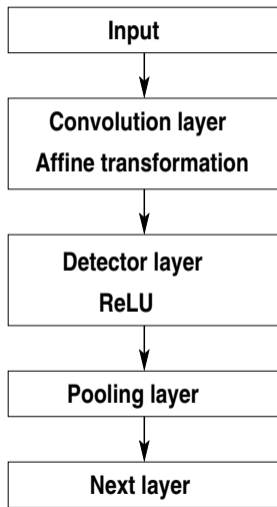 Input
Convolution layer
Affine transformation
Detector layer
ReLU
Pooling layer
Next layer